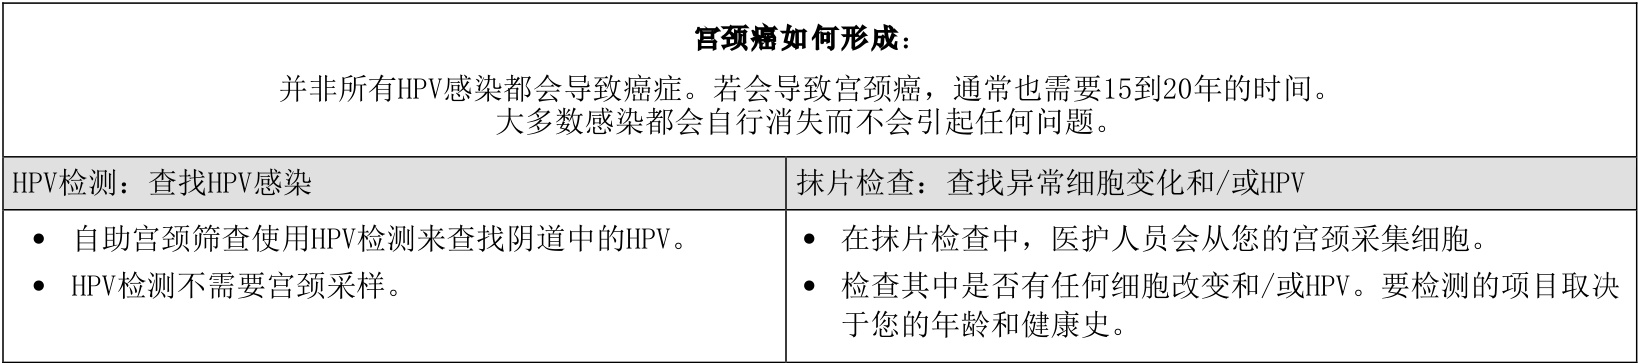 宫颈癌如何形成：
并非所有HPV感染都会导致癌症。若会导致宫颈癌，通常也需要15到20年的时间。
大多数感染都会自行消失而不会引起任何问题。
HPV检测：查找HPV感染
抹片检查：查找异常细胞变化和/或HPV
• 自助宫颈筛查使用HPV检测来查找阴道中的HPV。
• HPV检测不需要宫颈采样。
• 在抹片检查中，医护人员会从您的宫颈采集细胞。
• 检查其中是否有任何细胞改变和/或HPV。要检测的项目取决
于您的年龄和健康史。